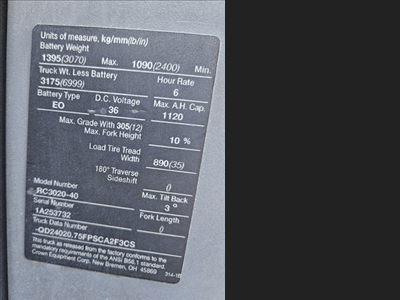 Units of measure, kg/mm(lb/in)
Battery Weight
1395(3070) Max. 1090(2400) Min.
Truck Wt. Less Battery Hour Rate
3175(6999) 6
Battery Type D.C. Voltage Max. A.H. Cap.
EO 36 1120
Max. Grade With 305(12)
Max. Fork Height 10 %
Load Tire Tread
Width 890(35)
180° Traverse
Sideshift ()
Model Number Max. Tilt Back
RC3020-40 3 °
Serial Number Fork Length
1A253732 ()
Truck Data Number
-QD24020.75FPSCA2F3CS
This truck as released from the factory conforms to the
mandatory requirements of the ANSI B56.1 standard.
Crown Equipment Corp. New Bremen, OH 45869